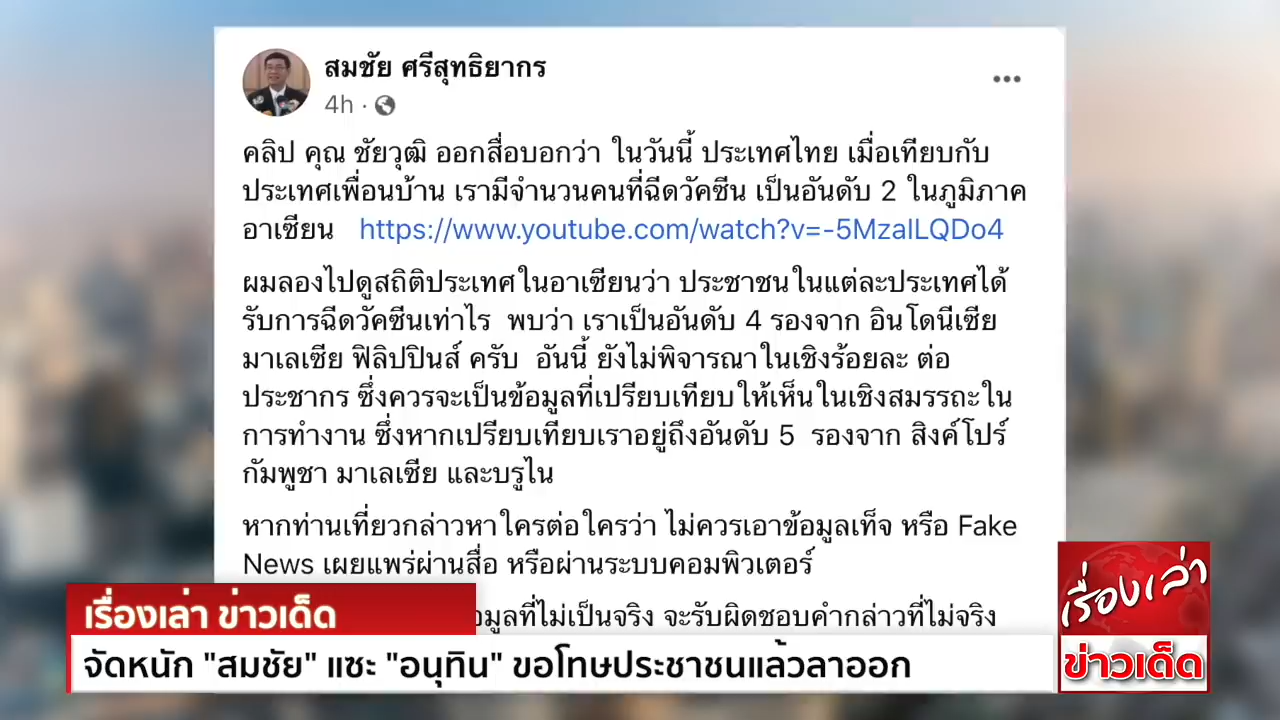 สมชัย ศรีสุทธิยากร
4h ·
คลิป คุณ ชัยวุฒิ ออกสื่อบอกว่า ในวันนี้ ประเทศไทย เมื่อเทียบกับ
ประเทศเพื่อนบ้าน เรามีจำนวนคนที่ฉีดวัคซีน เป็นอันดับ 2 ในภูมิภาค
อาเซียน https://www.youtube.com/watch?v=-5MzaILQDo4
ผมลองไปดูสถิติประเทศในอาเซียนว่า ประชาชนในแต่ละประเทศได้
รับการฉีดวัคซีนเท่าไร พบว่า เราเป็นอันดับ 4 รองจาก อินโดนีเซีย
มาเลเซีย ฟิลิปปินส์ ครับ อันนี้ ยังไม่พิจารณาในเชิงร้อยละ ต่อ
ประชากร ซึ่งควรจะเป็นข้อมูลที่เปรียบเทียบให้เห็นในเชิงสมรรถะใน
การทำงาน ซึ่งหากเปรียบเทียบเราอยู่ถึงอันดับ 5 รองจาก สิงค์โปร์
กัมพูชา มาเลเซีย และบรูไน
หากท่านเที่ยวกล่าวหาใครต่อใครว่า ไม่ควรเอาข้อมูลเท็จ หรือ Fake
News เผยแพร่ผ่านสื่อ หรือผ่านระบบคอมพิวเตอร์
ข้อมูลที่ไม่เป็นจริง จะรับผิดชอบคำกล่าวที่ไม่จริง
เรื่องเล่า ข่าวเด็ด
จัดหนัก "สมชัย" แซะ "อนุทิน" ขอโทษประชาชนแล้วลาออก
เรื่องเล่า
ข่าวเด็ด